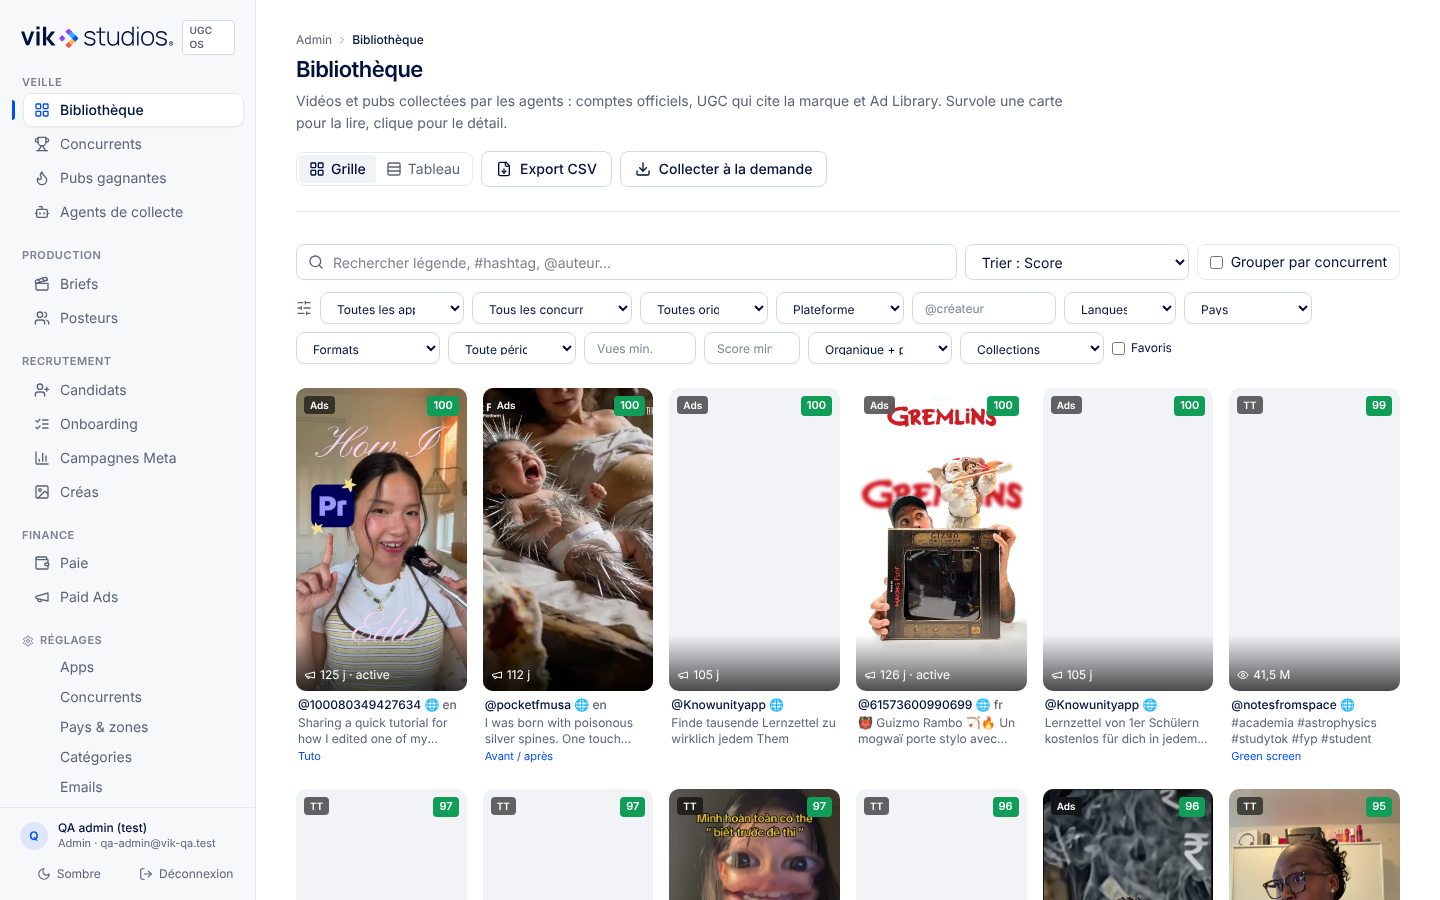 vik studios
UGC OS
VEILLE
Bibliothèque
Concurrents
Pubs gagnantes
Agents de collecte
PRODUCTION
Briefs
Posteurs
RECRUTEMENT
Candidats
Onboarding
Campagnes Meta
Créas
FINANCE
Paie
Paid Ads
RÉGLAGES
Apps
Concurrents
Pays & zones
Catégories
Emails
Q
QA admin (test)
Admin · qa-admin@vik-qa.test
Sombre
Déconnexion
Admin > Bibliothèque
Bibliothèque
Vidéos et pubs collectées par les agents : comptes officiels, UGC qui cite la marque et Ad Library. Survole une carte
pour la lire, clique pour le détail.
Grille
Tableau
Export CSV
Collecter à la demande
Rechercher légende, #hashtag, @auteur...
Trier : Score
Grouper par concurrent
Toutes les app
Tous les concurr
Toutes orig
Plateforme
@créateur
Langues
Pays
Formats
Toute péric
Vues min.
Score min
Organique + p
Collections
Favoris
Ads 100
How I
Pr
Edit
125 j · active
@100080349427634 🌐 en
Sharing a quick tutorial for
how I edited one of my...
Tuto
Ads 100
112 j
@pocketfmusa 🌐 en
I was born with poisonous
silver spines. One touch...
Avant / après
Ads 100
105 j
@Knowunityapp 🌐
Finde tausende Lernzettel zu
wirklich jedem Them
Ads 100
GREMLINS
GREMLINS
GIZMO
126 j · active
@61573600990699 🌐 fr
👹 Guizmo Rambo 🏹🔥 Un
mogwaï porte stylo avec...
Ads 100
105 j
@Knowunityapp 🌐
Lernzettel von 1er Schülern
kostenlos für dich in jedem...
TT 99
41,5 M
@notesfromspace 🌐
#academia #astrophysics
#studytok #fyp #student
Green screen
TT 97
TT 97
TT 97
Mình hoàn toàn có thể
“ biết trước đề thi ”
TT 96
Ads 96
₹
TT 95